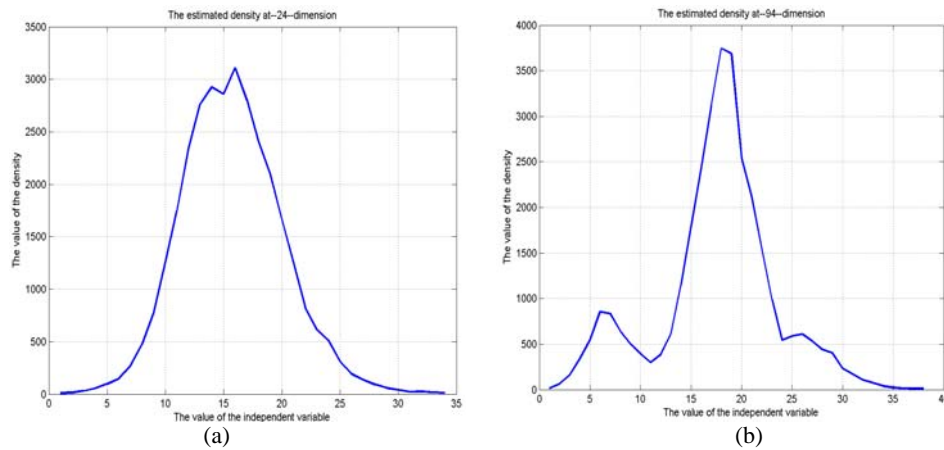 The estimated density at--24--dimension
3500
3000
2500
2000
1500
1000
500
0
The value of the density
0 5 10 15 20 25 30 35
The value of the independent variable
(a)
The estimated density at--94--dimension
4000
3500
3000
2500
2000
1500
1000
500
0
The value of the density
0 5 10 15 20 25 30 35 40
The value of the independent variable
(b)